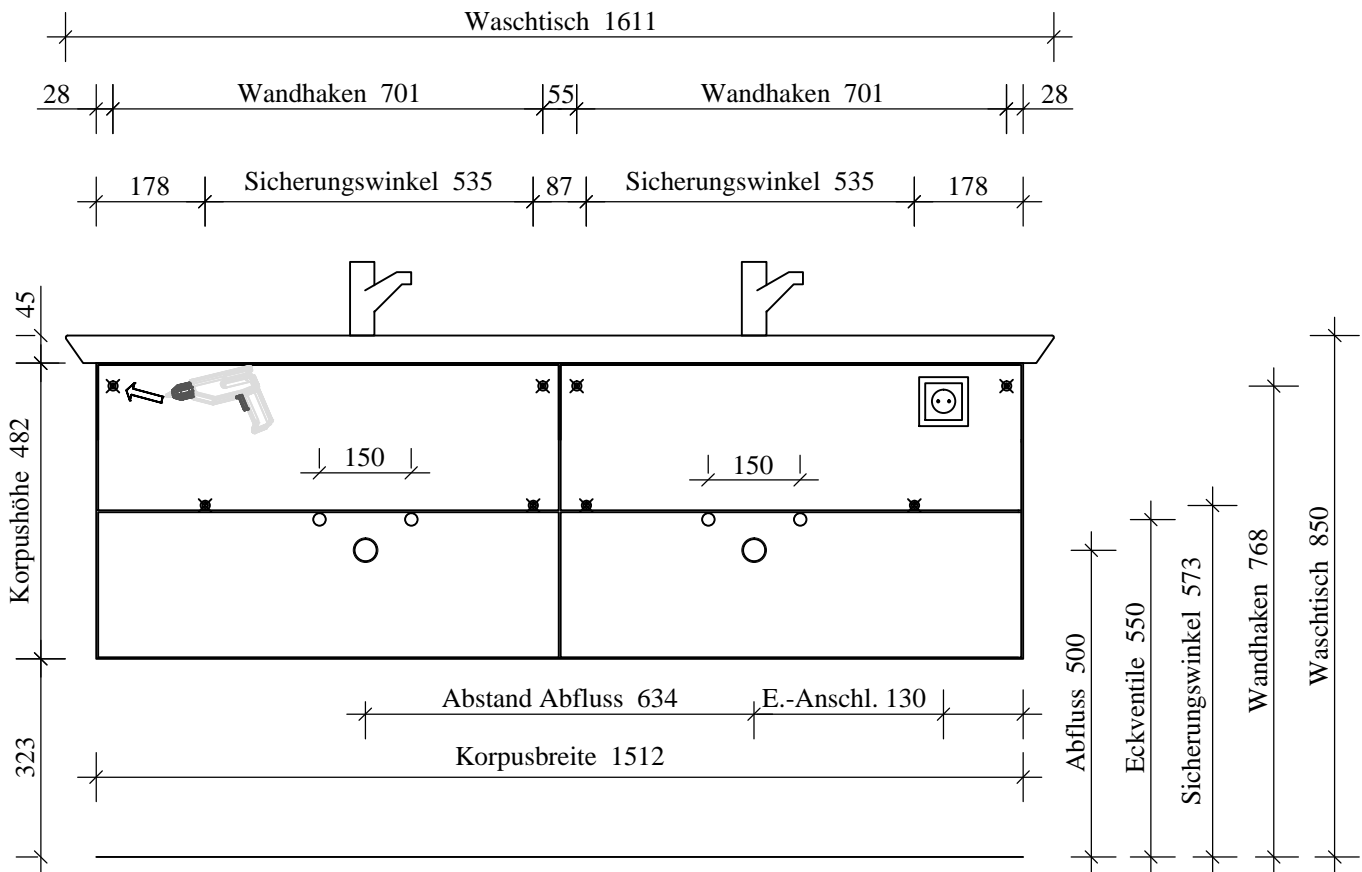 Waschtisch 1611
28 Wandhaken 701 55 Wandhaken 701 28
178 Sicherungswinkel 535 87 Sicherungswinkel 535 178
45
Korpushöhe 482
323
150 150
Abstand Abfluss 634 E.-Anschl. 130
Korpusbreite 1512
Abfluss 500
Eckventile 550
Sicherungswinkel 573
Wandhaken 768
Waschtisch 850